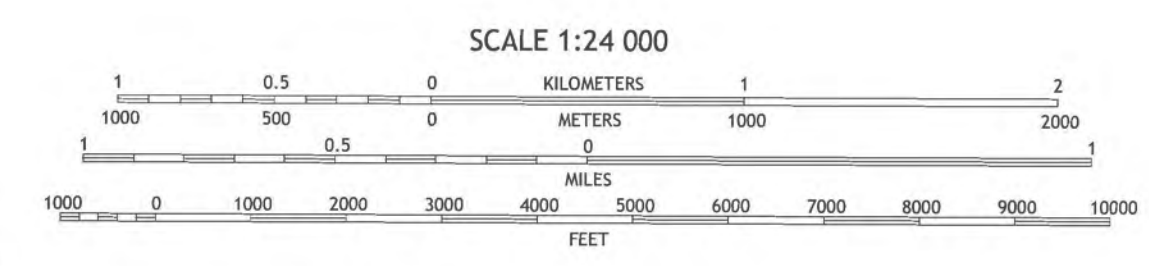 SCALE 1:24 000
1 0.5 0 KILOMETERS 1 2
1000 500 0 METERS 1000 2000
1 0.5 0 1
MILES
1000 0 1000 2000 3000 4000 5000 6000 7000 8000 9000 10000
FEET